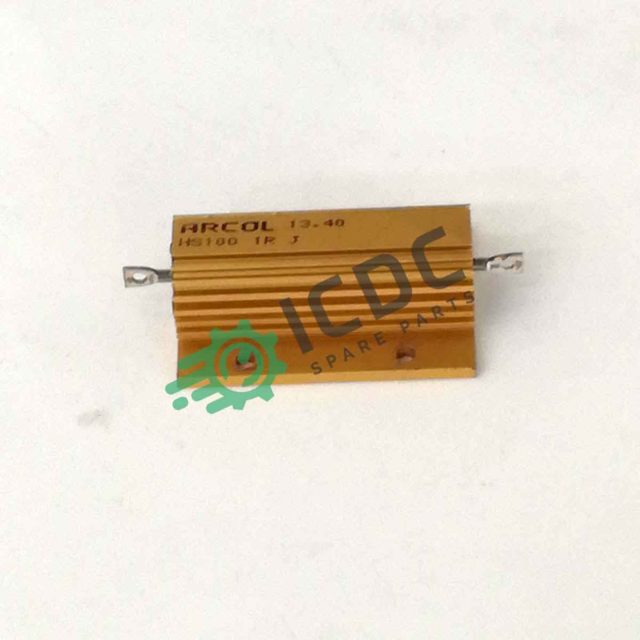 ARCOL 13.40
HS100 1R J
ICDC
SPARE PARTS